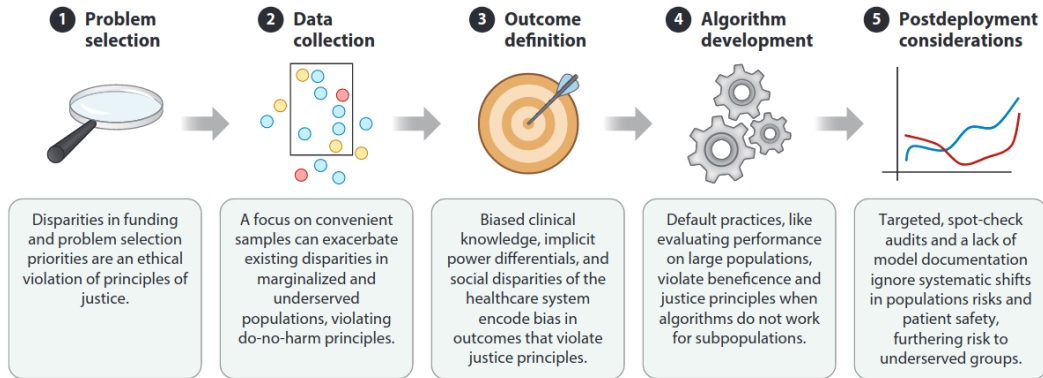 1 Problem
selection
2 Data
collection
3 Outcome
definition
4 Algorithm
development
5 Postdeployment
considerations
Disparities in funding
and problem selection
priorities are an ethical
violation of principles of
justice.
A focus on convenient
samples can exacerbate
existing disparities in
marginalized and
underserved
populations, violating
do-no-harm principles.
Biased clinical
knowledge, implicit
power differentials, and
social disparities of the
healthcare system
encode bias in
outcomes that violate
justice principles.
Default practices, like
evaluating performance
on large populations,
violate beneficence and
justice principles when
algorithms do not work
for subpopulations.
Targeted, spot-check
audits and a lack of
model documentation
ignore systematic shifts
in populations risks and
patient safety,
furthering risk to
underserved groups.